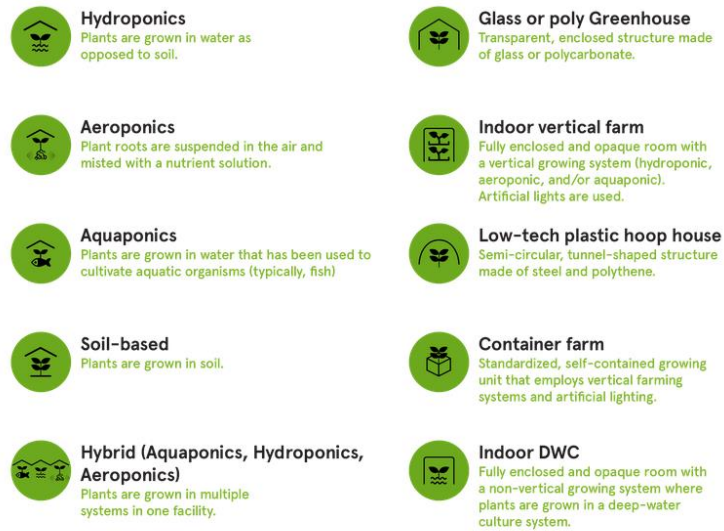 Hydroponics
Plants are grown in water as
opposed to soil.
Aeroponics
Plant roots are suspended in the air and
misted with a nutrient solution.
Aquaponics
Plants are grown in water that has been used to
cultivate aquatic organisms (typically, fish)
Soil-based
Plants are grown in soil.
Hybrid (Aquaponics, Hydroponics,
Aeroponics)
Plants are grown in multiple
systems in one facility.
Glass or poly Greenhouse
Transparent, enclosed structure made
of glass or polycarbonate.
Indoor vertical farm
Fully enclosed and opaque room with
a vertical growing system (hydroponic,
aeroponic, and/or aquaponic).
Artificial lights are used.
Low-tech plastic hoop house
Semi-circular, tunnel-shaped structure
made of steel and polythene.
Container farm
Standardized, self-contained growing
unit that employs vertical farming
systems and artificial lighting.
Indoor DWC
Fully enclosed and opaque room with
a non-vertical growing system where
plants are grown in a deep-water
culture system.